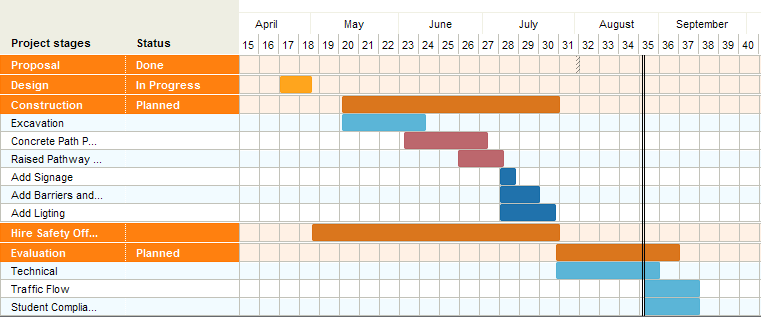 April May June July August September
Project stages Status 15 16 17 18 19 20 21 22 23 24 25 26 27 28 29 30 31 32 33 34 35 36 37 38 39 40
Proposal Done
Design In Progress
Construction Planned
Excavation
Concrete Path P...
Raised Pathway ...
Add Signage
Add Barriers and...
Add Ligting
Hire Safety Off...
Evaluation Planned
Technical
Traffic Flow
Student Complia...